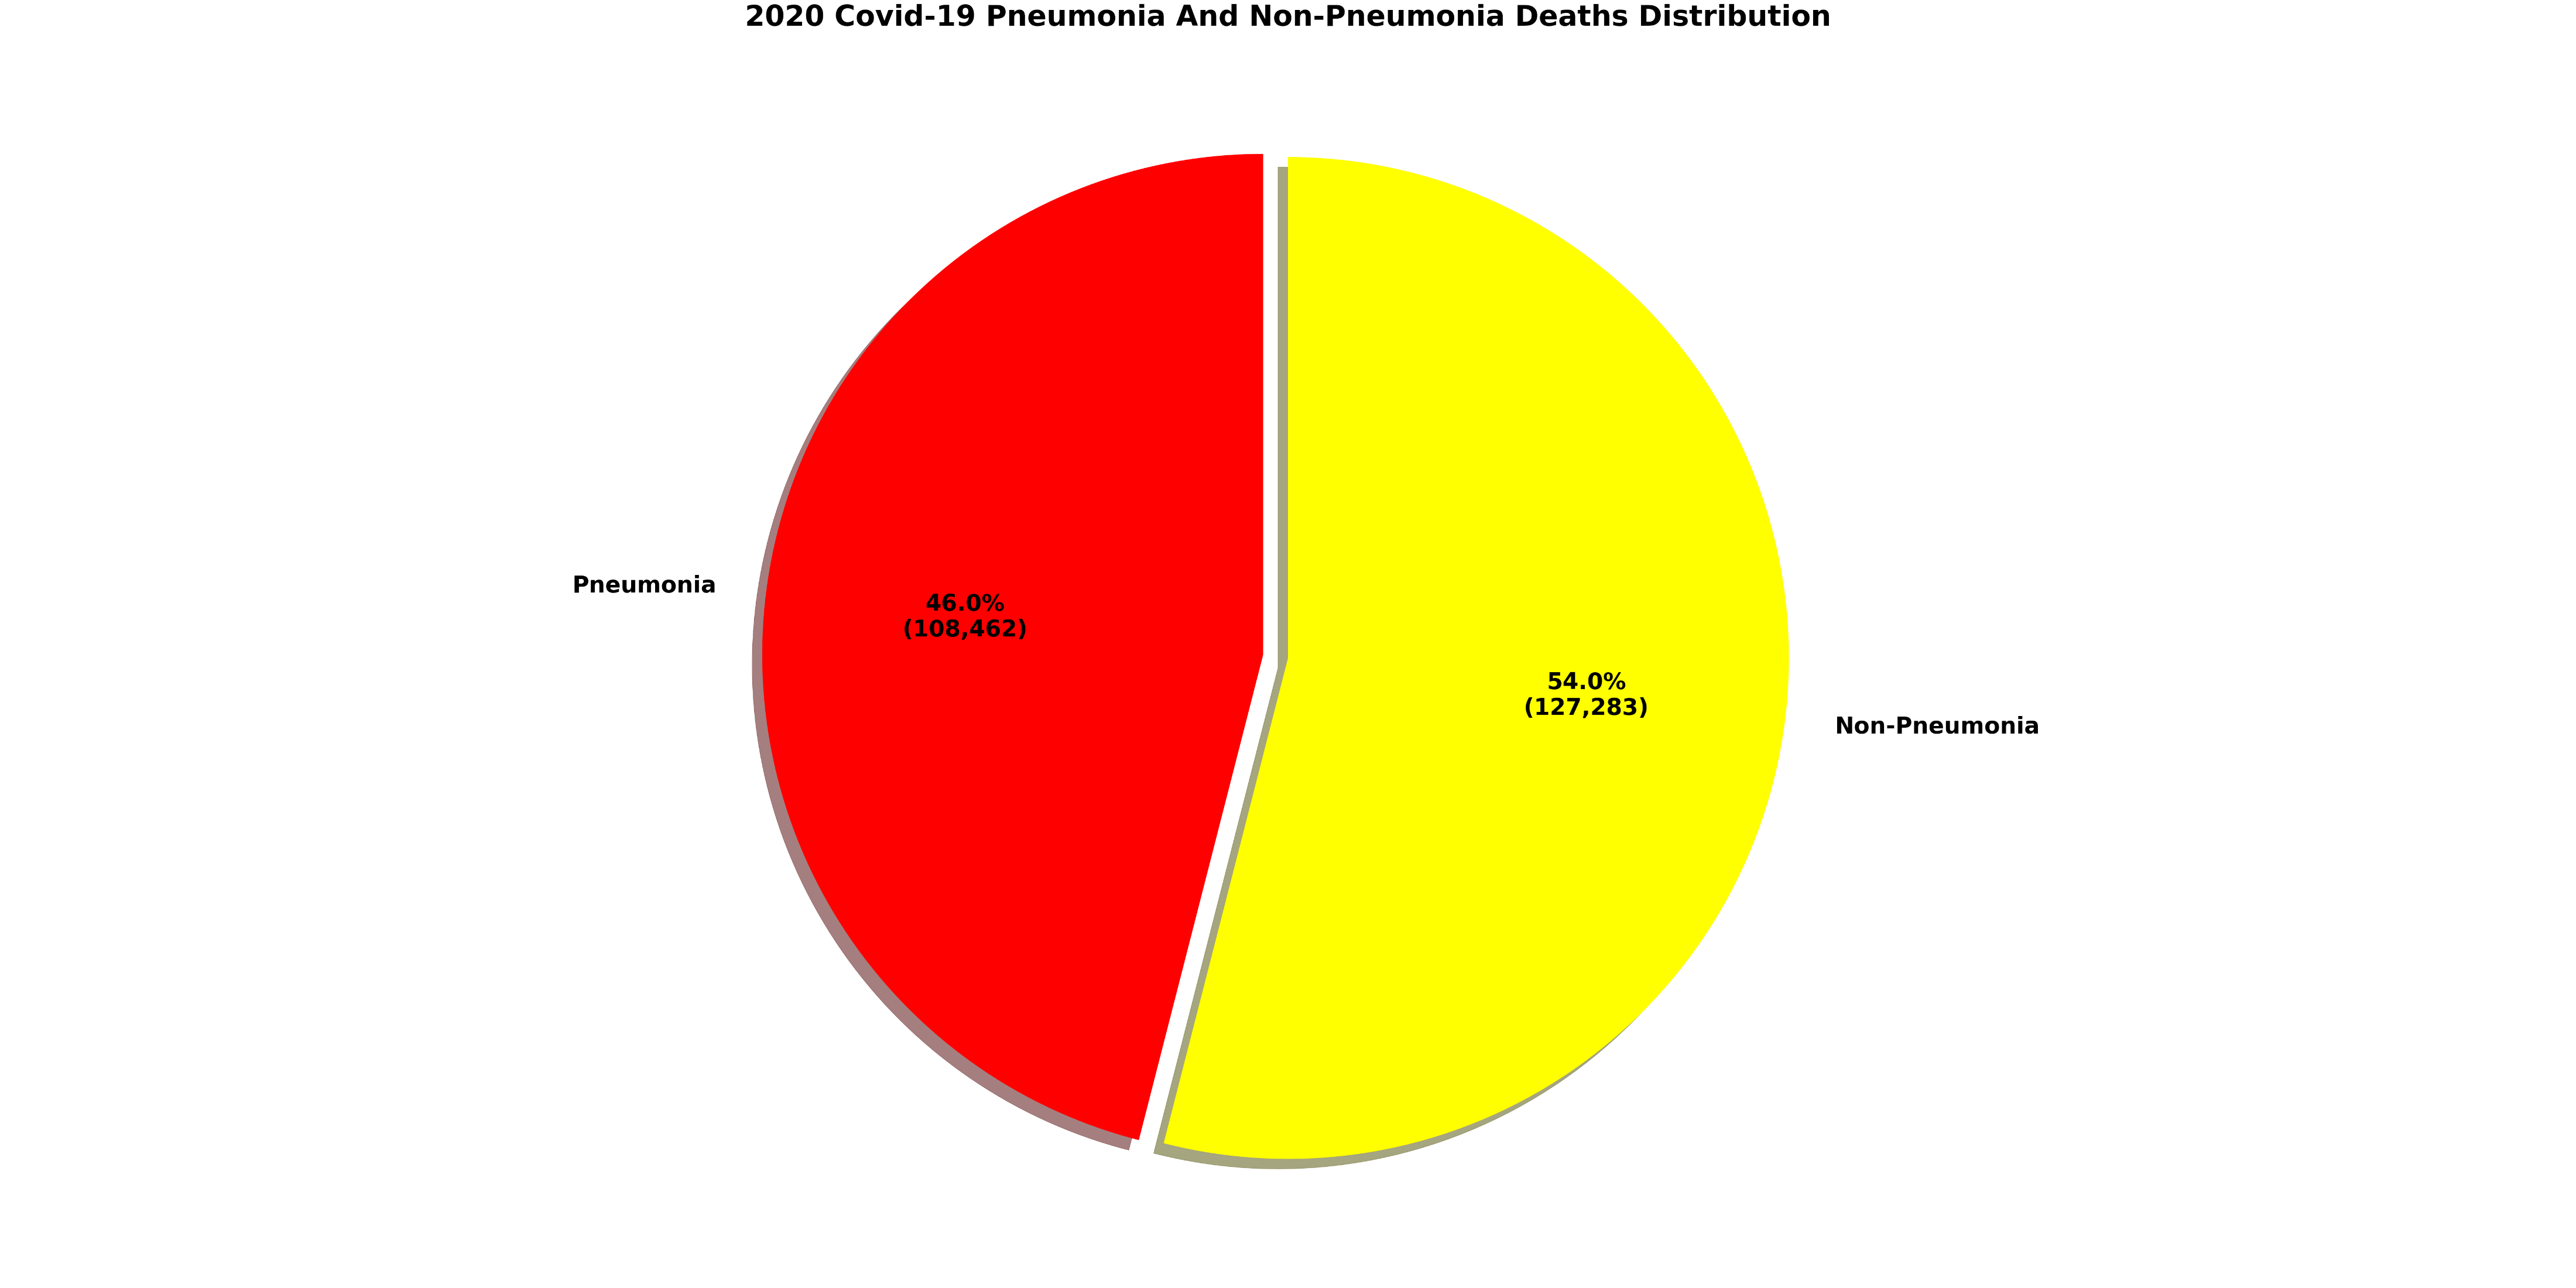 2020 Covid-19 Pneumonia And Non-Pneumonia Deaths Distribution
Pneumonia
46.0%
(108,462)
54.0%
(127,283)
Non-Pneumonia